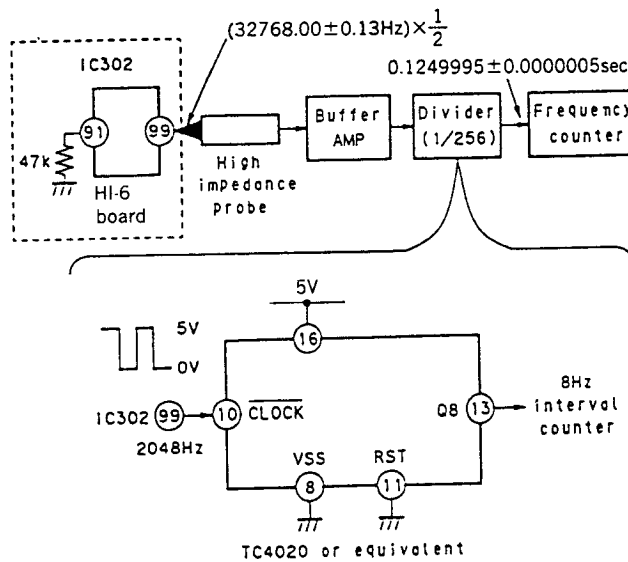 (32768.00±0.13Hz)×1/2
IC302
0.1249995±0.0000005sec
91
99
Buffer
AMP
Divider
(1/256)
Frequency
counter
47k
High
impedance
probe
HI-6
board
5V
16
5V
0V
IC302 99
10
CLOCK
Q8
13
8Hz
interval
counter
2048Hz
VSS
RST
8
11
TC4020 or equivalent